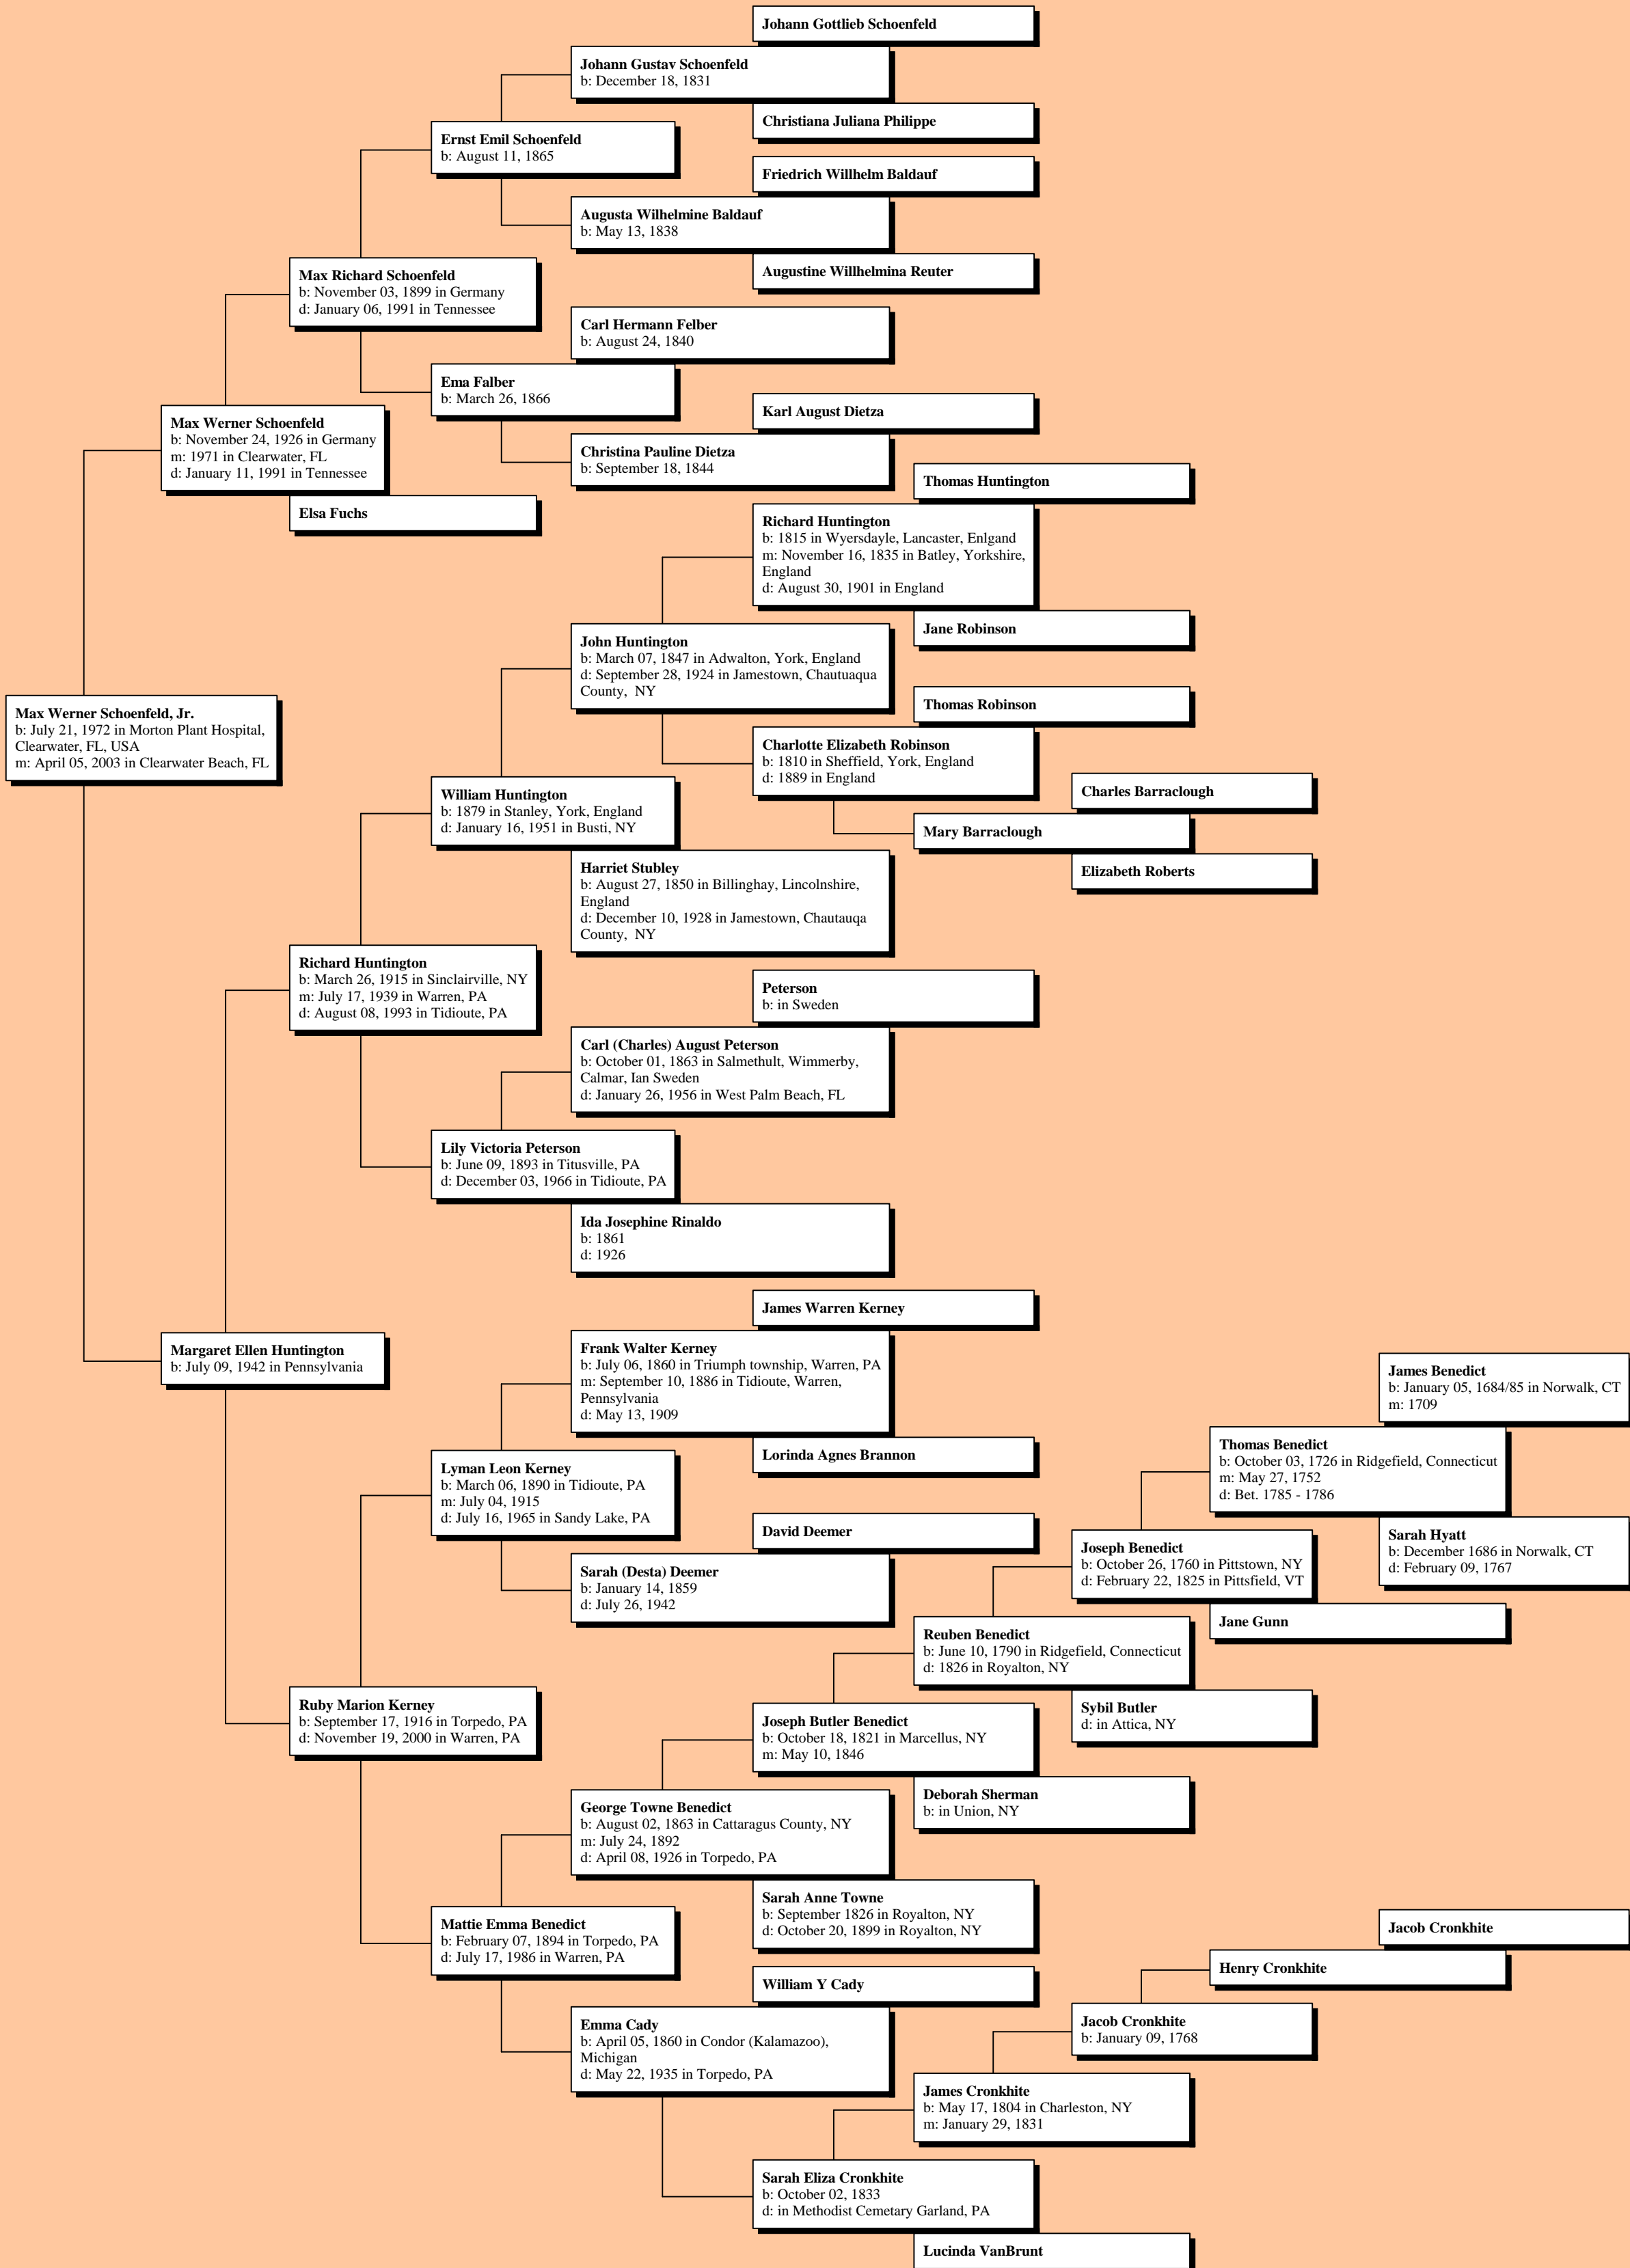 Johann Gottlieb Schoenfeld
Johann Gustav Schoenfeld
b: December 18, 1831
Christiana Juliana Philippe
Ernst Emil Schoenfeld
b: August 11, 1865
Friedrich Willhelm Baldauf
Augusta Wilhelmine Baldauf
b: May 13, 1838
Augustine Willhelmina Reuter
Max Richard Schoenfeld
b: November 03, 1899 in Germany
d: January 06, 1991 in Tennessee
Carl Hermann Felber
b: August 24, 1840
Ema Falber
b: March 26, 1866
Karl August Dietza
Christina Pauline Dietza
b: September 18, 1844
Max Werner Schoenfeld
b: November 24, 1926 in Germany
m: 1971 in Clearwater, FL
d: January 11, 1991 in Tennessee
Elsa Fuchs
Thomas Huntington
Richard Huntington
b: 1815 in Wyersdayle, Lancaster, Enlgand
m: November 16, 1835 in Batley, Yorkshire,
England
d: August 30, 1901 in England
Jane Robinson
John Huntington
b: March 07, 1847 in Adwalton, York, England
d: September 28, 1924 in Jamestown, Chautuaqua
County,  NY
Thomas Robinson
Charlotte Elizabeth Robinson
b: 1810 in Sheffield, York, England
d: 1889 in England
Charles Barraclough
Mary Barraclough
Elizabeth Roberts
Max Werner Schoenfeld, Jr.
b: July 21, 1972 in Morton Plant Hospital,
Clearwater, FL, USA
m: April 05, 2003 in Clearwater Beach, FL
William Huntington
b: 1879 in Stanley, York, England
d: January 16, 1951 in Busti, NY
Harriet Stubley
b: August 27, 1850 in Billinghay, Lincolnshire,
England
d: December 10, 1928 in Jamestown, Chautauqa
County,  NY
Richard Huntington
b: March 26, 1915 in Sinclairville, NY
m: July 17, 1939 in Warren, PA
d: August 08, 1993 in Tidioute, PA
Peterson
b: in Sweden
Carl (Charles) August Peterson
b: October 01, 1863 in Salmethult, Wimmerby,
Calmar, Ian Sweden
d: January 26, 1956 in West Palm Beach, FL
Lily Victoria Peterson
b: June 09, 1893 in Titusville, PA
d: December 03, 1966 in Tidioute, PA
Ida Josephine Rinaldo
b: 1861
d: 1926
Margaret Ellen Huntington
b: July 09, 1942 in Pennsylvania
James Warren Kerney
Frank Walter Kerney
b: July 06, 1860 in Triumph township, Warren, PA
m: September 10, 1886 in Tidioute, Warren,
Pennsylvania
d: May 13, 1909
Lorinda Agnes Brannon
Lyman Leon Kerney
b: March 06, 1890 in Tidioute, PA
m: July 04, 1915
d: July 16, 1965 in Sandy Lake, PA
David Deemer
Sarah (Desta) Deemer
b: January 14, 1859
d: July 26, 1942
James Benedict
b: January 05, 1684/85 in Norwalk, CT
m: 1709
Thomas Benedict
b: October 03, 1726 in Ridgefield, Connecticut
m: May 27, 1752
d: Bet. 1785 - 1786
Sarah Hyatt
b: December 1686 in Norwalk, CT
d: February 09, 1767
Joseph Benedict
b: October 26, 1760 in Pittstown, NY
d: February 22, 1825 in Pittsfield, VT
Jane Gunn
Reuben Benedict
b: June 10, 1790 in Ridgefield, Connecticut
d: 1826 in Royalton, NY
Sybil Butler
d: in Attica, NY
Ruby Marion Kerney
b: September 17, 1916 in Torpedo, PA
d: November 19, 2000 in Warren, PA
Joseph Butler Benedict
b: October 18, 1821 in Marcellus, NY
m: May 10, 1846
Deborah Sherman
b: in Union, NY
George Towne Benedict
b: August 02, 1863 in Cattaragus County, NY
m: July 24, 1892
d: April 08, 1926 in Torpedo, PA
Sarah Anne Towne
b: September 1826 in Royalton, NY
d: October 20, 1899 in Royalton, NY
Mattie Emma Benedict
b: February 07, 1894 in Torpedo, PA
d: July 17, 1986 in Warren, PA
William Y Cady
Emma Cady
b: April 05, 1860 in Condor (Kalamazoo),
Michigan
d: May 22, 1935 in Torpedo, PA
Jacob Cronkhite
Henry Cronkhite
Jacob Cronkhite
b: January 09, 1768
James Cronkhite
b: May 17, 1804 in Charleston, NY
m: January 29, 1831
Sarah Eliza Cronkhite
b: October 02, 1833
d: in Methodist Cemetary Garland, PA
Lucinda VanBrunt